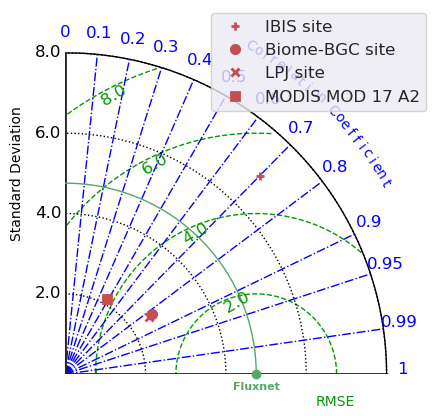 IBIS site
Biome-BGC site
LPJ site
MODIS MOD 17 A2
0
0.1
0.2
0.3
0.4
0.5
0.6
0.7
0.8
0.9
0.95
0.99
1
Correlation Coefficient
Standard Deviation
8.0
6.0
4.0
2.0
8.0
6.0
4.0
2.0
Fluxnet
RMSE